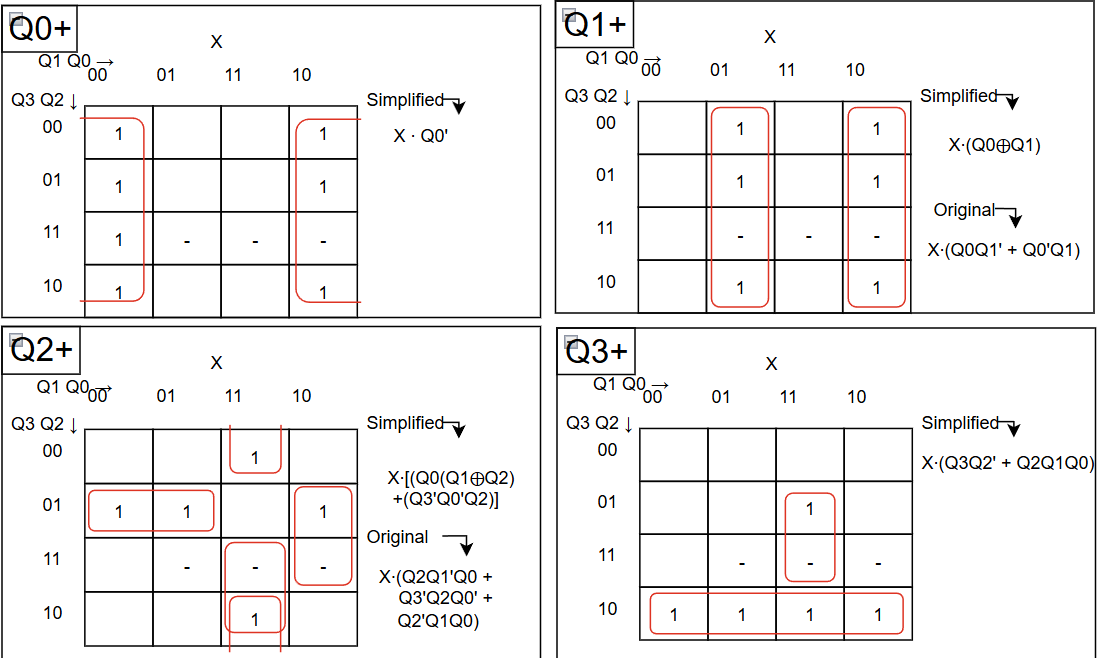 Q0+
X
Q1 Q0 →
00 01 11 10
Q3 Q2 ↓
Simplified
X · Q0'
00 1 1
01 1 1
11 1 - - -
10 1 1
Q1+
X
Q1 Q0 →
00 01 11 10
Q3 Q2 ↓
Simplified
X·(Q0⊕Q1)
Original
X·(Q0Q1' + Q0'Q1)
00 1 1
01 1 1
11 - - -
10 1 1
Q2+
X
Q1 Q0 →
00 01 11 10
Q3 Q2 ↓
Simplified
X·[(Q0(Q1⊕Q2)
+(Q3'Q0'Q2)]
Original
X·(Q2Q1'Q0 +
Q3'Q2Q0' +
Q2'Q1Q0)
00 1
01 1 1 1
11 - - -
10 1
Q3+
X
Q1 Q0 →
00 01 11 10
Q3 Q2 ↓
Simplified
X·(Q3Q2' + Q2Q1Q0)
00
01 1
11 - - -
10 1 1 1 1